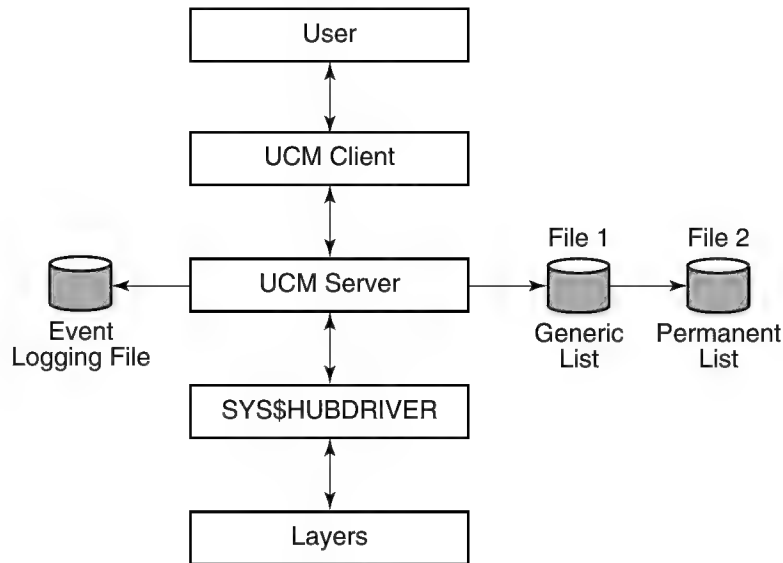 User
UCM Client
UCM Server
File 1
File 2
Event
Logging File
Generic
List
Permanent
List
SYS$HUBDRIVER
Layers